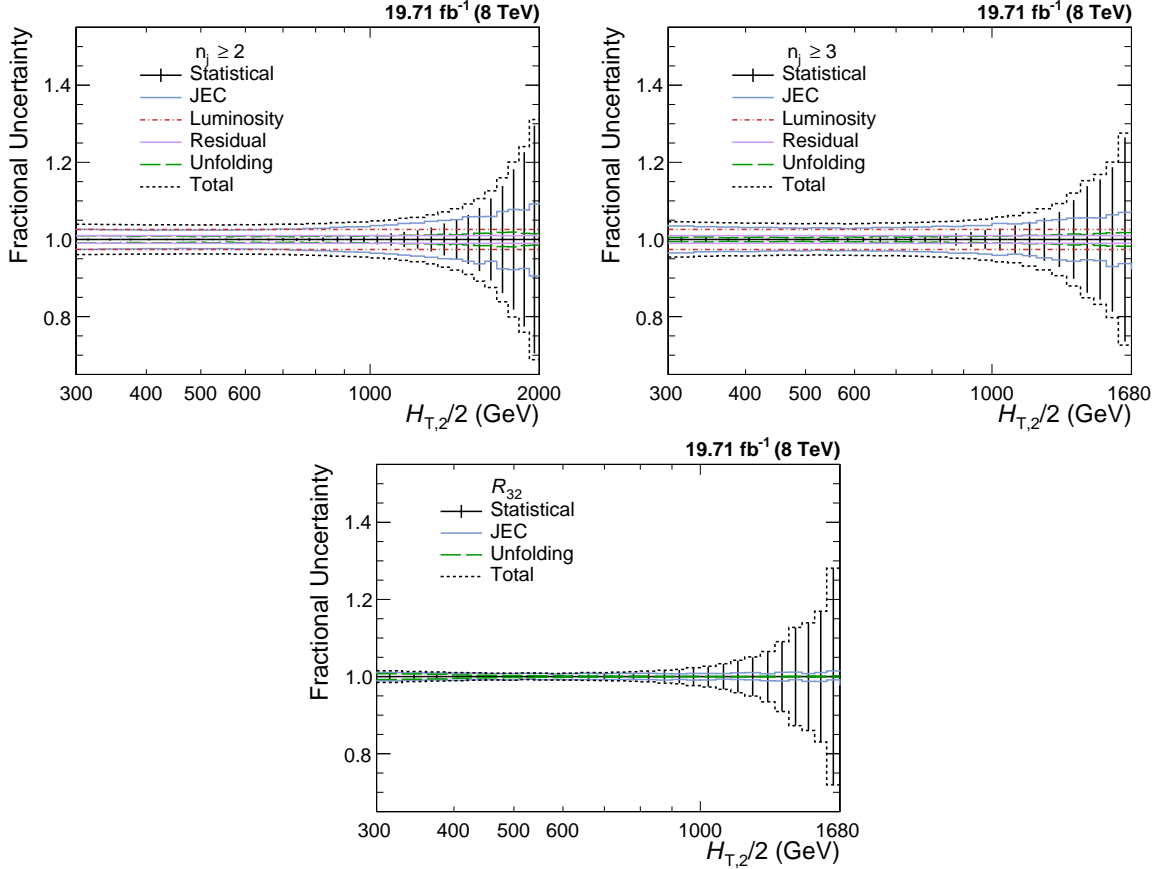 19.71 fb⁻¹ (8 TeV)
Fractional Uncertainty
n_j ≥ 2
Statistical
JEC
Luminosity
Residual
Unfolding
Total
1.4
1.2
1.0
0.8
300 400 500 600 1000 2000
H_T,2/2 (GeV)
19.71 fb⁻¹ (8 TeV)
Fractional Uncertainty
n_j ≥ 3
Statistical
JEC
Luminosity
Residual
Unfolding
Total
1.4
1.2
1.0
0.8
300 400 500 600 1000 1680
H_T,2/2 (GeV)
19.71 fb⁻¹ (8 TeV)
Fractional Uncertainty
R_32
Statistical
JEC
Unfolding
Total
1.4
1.2
1.0
0.8
300 400 500 600 1000 1680
H_T,2/2 (GeV)